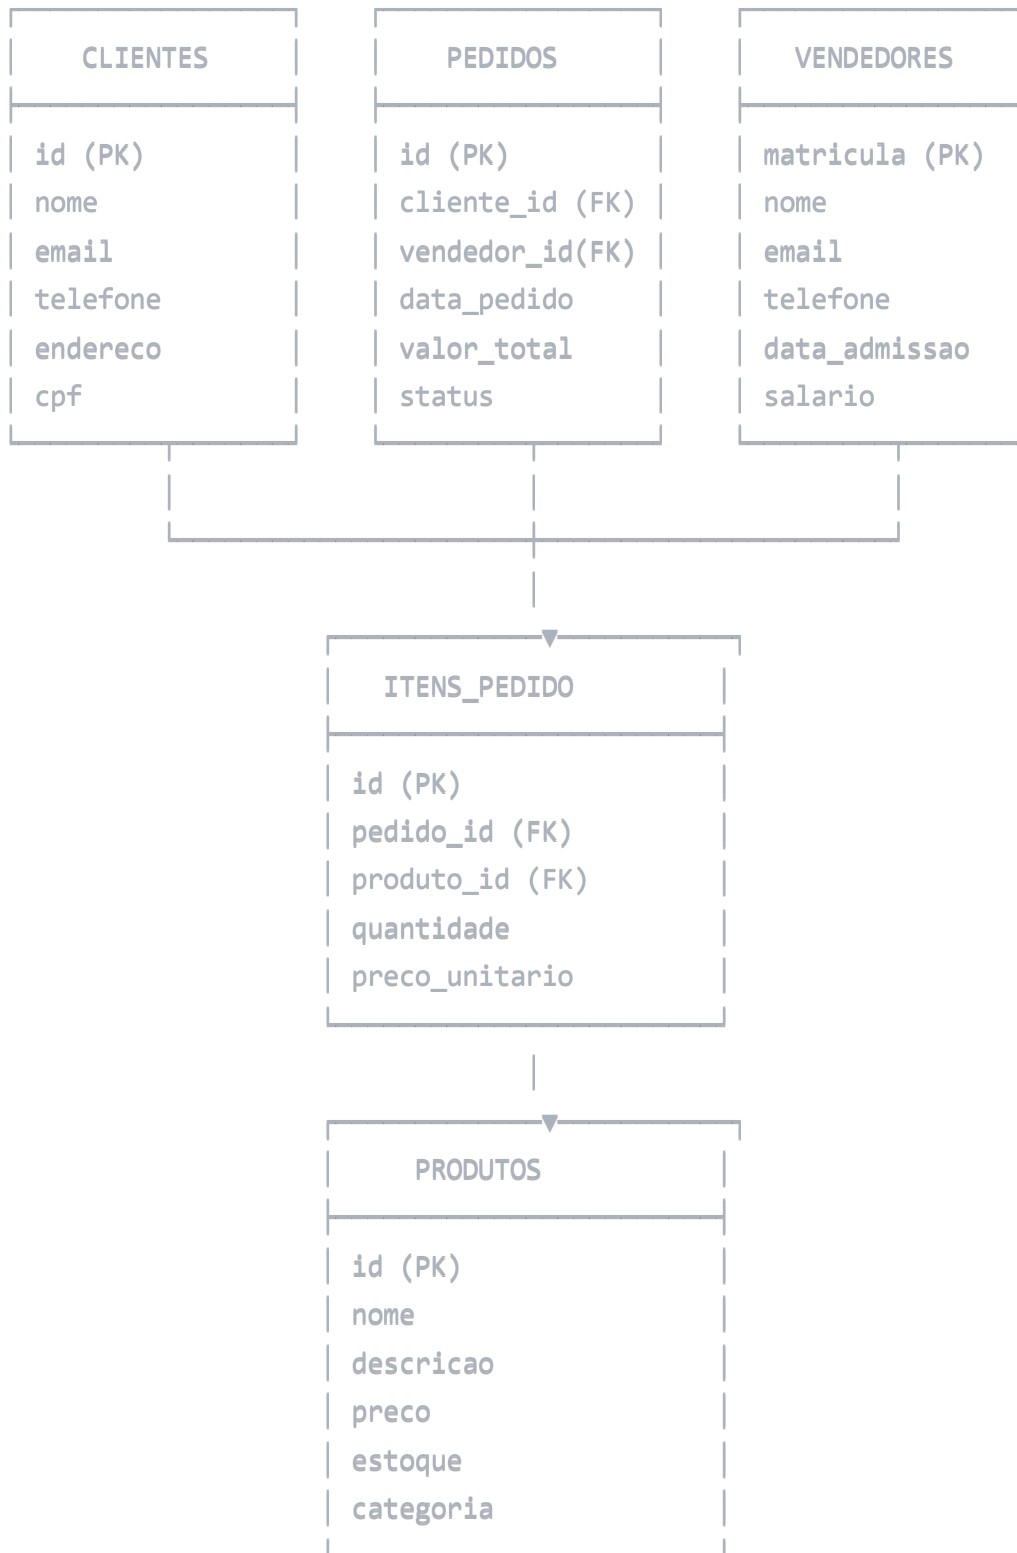 CLIENTES
id (PK)
nome
email
telefone
endereco
cpf
PEDIDOS
id (PK)
cliente_id (FK)
vendedor_id(FK)
data_pedido
valor_total
status
VENDEDORES
matricula (PK)
nome
email
telefone
data_admissao
salario
ITENS_PEDIDO
id (PK)
pedido_id (FK)
produto_id (FK)
quantidade
preco_unitario
PRODUTOS
id (PK)
nome
descricao
preco
estoque
categoria